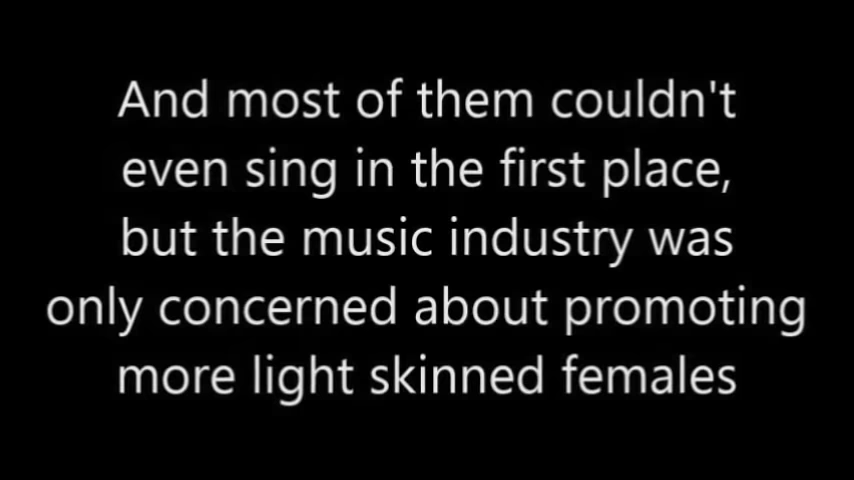 And most of them couldn't
even sing in the first place,
but the music industry was
only concerned about promoting
more light skinned females